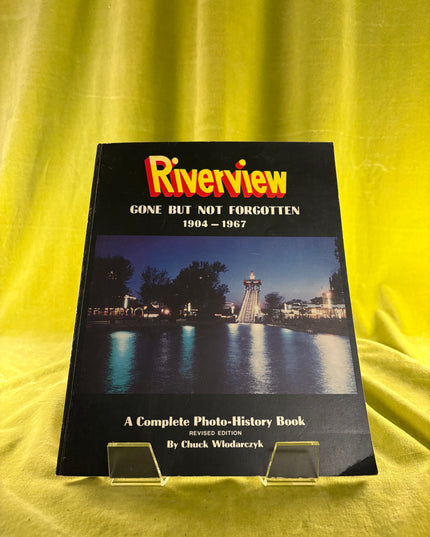 Riverview
GONE BUT NOT FORGOTTEN
1904 – 1967
A Complete Photo-History Book
REVISED EDITION
By Chuck Wlodarczyk